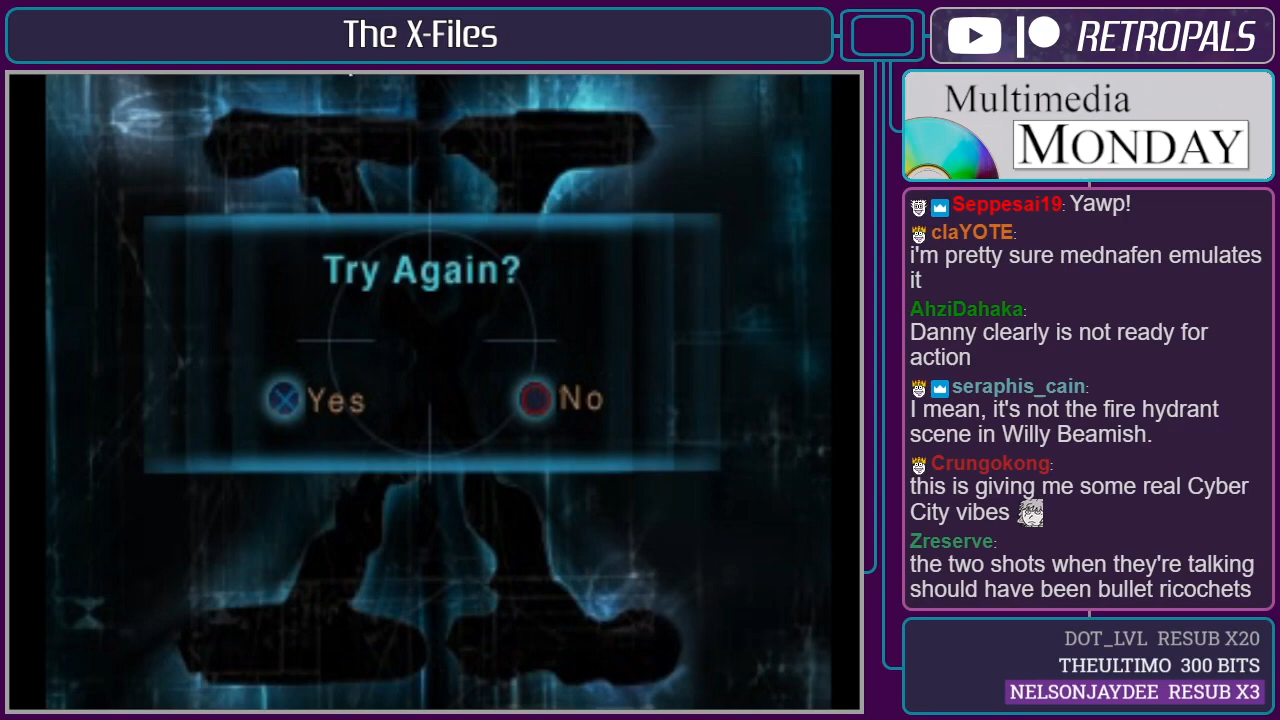 The X-Files
RETROPALS
Multimedia
MONDAY
Try Again?
Yes
No
Seppesai19: Yawp!
claYOTE:
i'm pretty sure mednafen emulates
it
AhziDahaka:
Danny clearly is not ready for
action
seraphis_cain:
I mean, it's not the fire hydrant
scene in Willy Beamish.
Crungokong:
this is giving me some real Cyber
City vibes
Zreserve:
the two shots when they're talking
should have been bullet ricochets
DOT_LVL RESUB X20
THEULTIMO 300 BITS
NELSONJAYDEE RESUB X3